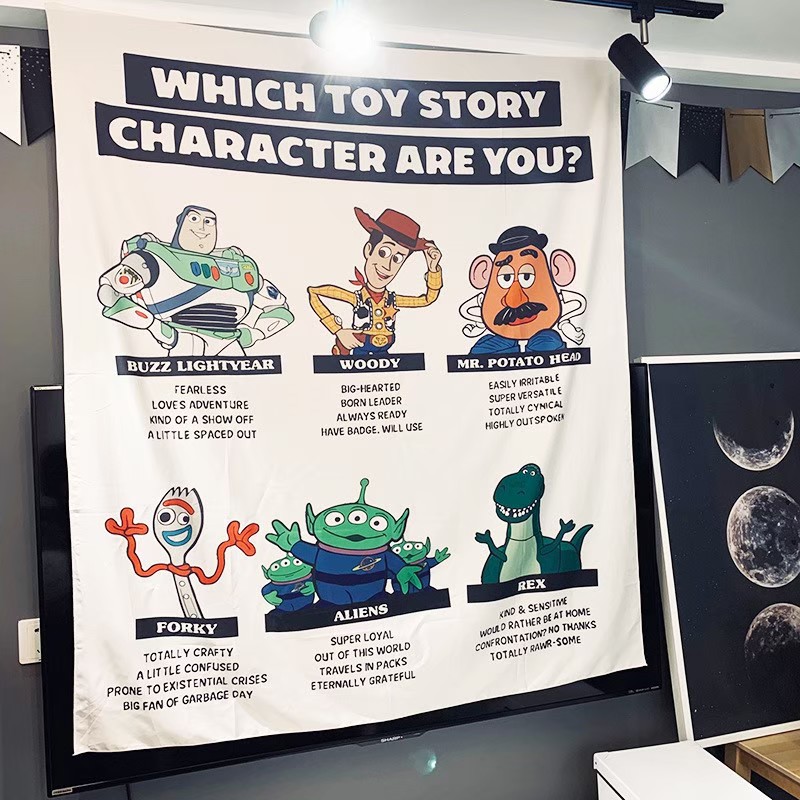 WHICH TOY STORY
CHARACTER ARE YOU?
BUZZ LIGHTYEAR
FEARLESS
LOVES ADVENTURE
KIND OF A SHOW OFF
A LITTLE SPACED OUT
WOODY
BIG-HEARTED
BORN LEADER
ALWAYS READY
HAVE BADGE. WILL USE
MR. POTATO HEAD
EASILY IRRITABLE
SUPER VERSATILE
TOTALLY CYNICAL
HIGHLY OUTSPOKEN
FORKY
TOTALLY CRAFTY
A LITTLE CONFUSED
PRONE TO EXISTENTIAL CRISES
BIG FAN OF GARBAGE DAY
ALIENS
SUPER LOYAL
OUT OF THIS WORLD
TRAVELS IN PACKS
ETERNALLY GRATEFUL
REX
KIND & SENSITIVE
WOULD RATHER BE AT HOME
CONFRONTATION? NO THANKS
TOTALLY RAWR-SOME
SHARP